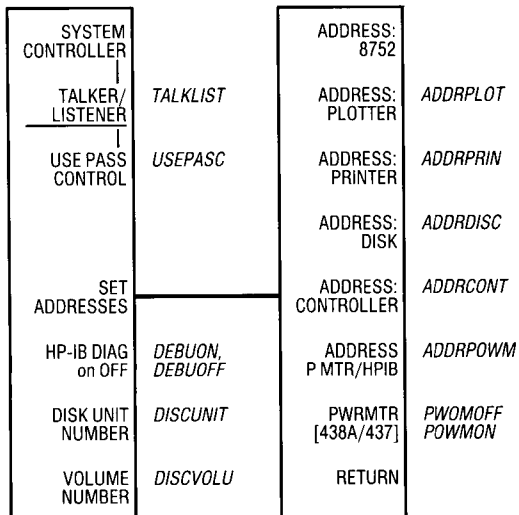 SYSTEM
CONTROLLER
TALKER/
LISTENER
TALKLIST
USE PASS
CONTROL
USEPASC
SET
ADDRESSES
HP-IB DIAG
on OFF
DEBUON,
DEBUOFF
DISK UNIT
NUMBER
DISCUNIT
VOLUME
NUMBER
DISCVOLU
ADDRESS:
8752
ADDRESS:
PLOTTER
ADDRPLOT
ADDRESS:
PRINTER
ADDRPRIN
ADDRESS:
DISK
ADDRDISC
ADDRESS:
CONTROLLER
ADDRCONT
ADDRESS
P MTR/HPIB
ADDRPOWM
PWRMTR
[438A/437]
PWOMOFF
POWMON
RETURN